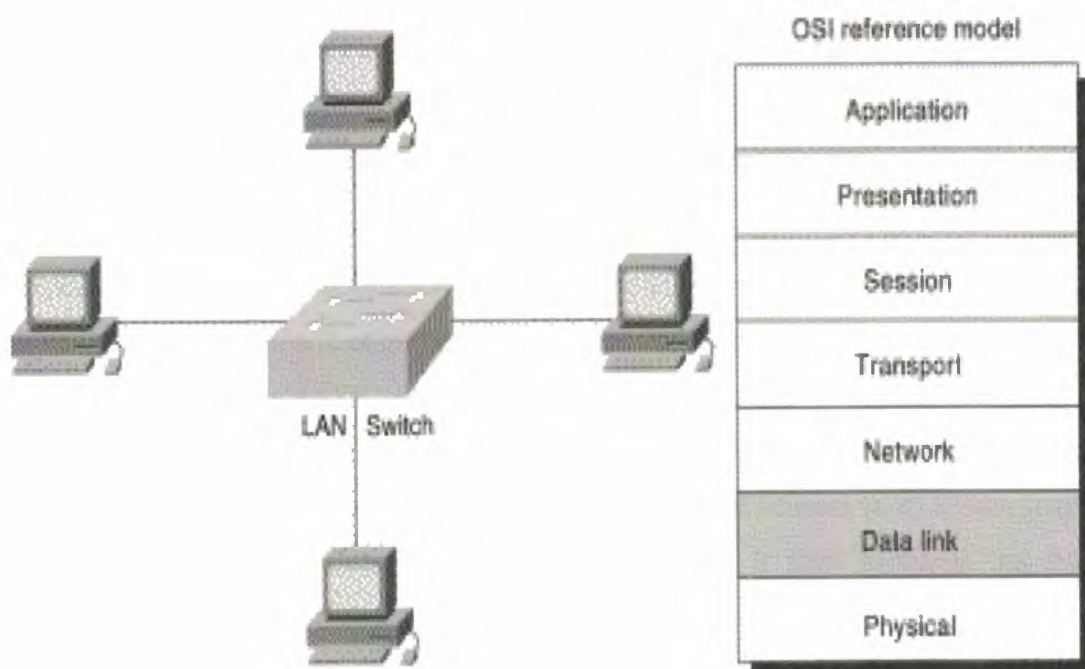 OSI reference model
Application
Presentation
Session
Transport
Network
Data link
Physical
LAN Switch